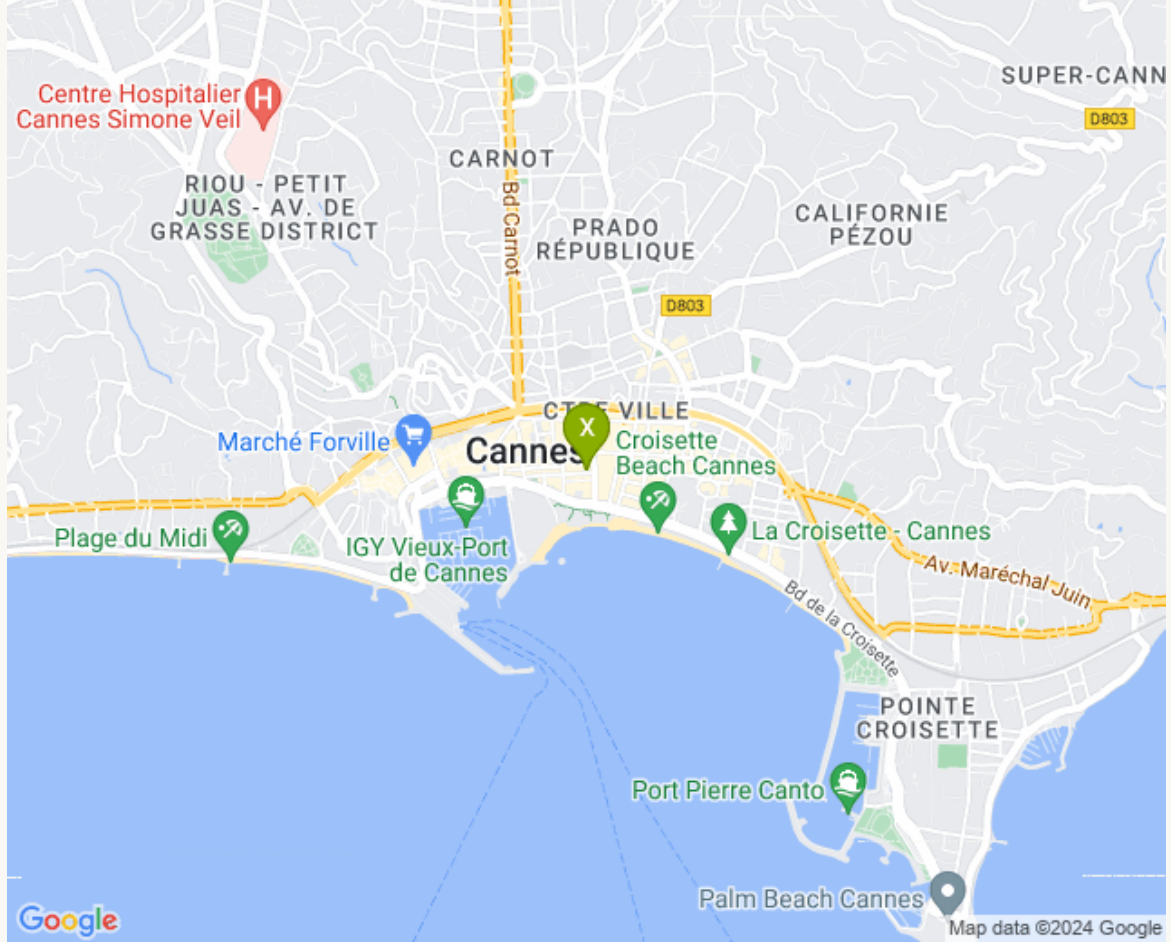 SUPER-CANN
Centre Hospitalier
Cannes Simone Veil
H
D803
CARNOT
RIOU - PETIT
JUAS - AV. DE
GRASSE DISTRICT
Bd Carnot
PRADO
RÉPUBLIQUE
CALIFORNIE
PÉZOU
D803
VILLE
X
Marché Forville
Cannes
Croisette
Beach Cannes
Plage du Midi
IGY Vieux-Port
de Cannes
La Croisette - Cannes
Av. Maréchal Juin
Bd de la Croisette
POINTE
CROISETTE
Port Pierre Canto
Palm Beach Cannes
Google
Map data ©2024 Google